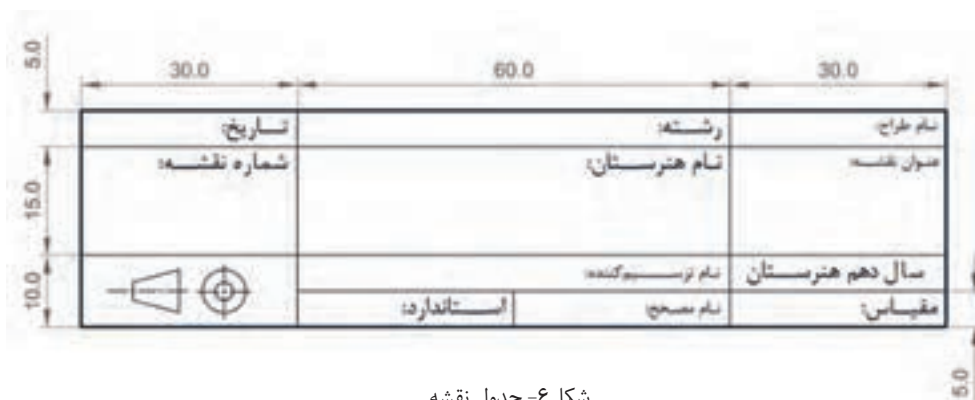 5.0
30.0 60.0 30.0
نام طراح: رشته: تاریخ:
عنوان نقشه: نام هنرستان: شماره نقشه:
15.0
سال دهم هنرستان نام ترسیم‌کننده:
10.0
مقیاس: نام مصحح: استاندارد:
5.0
شکل ۶- جدول نقشه